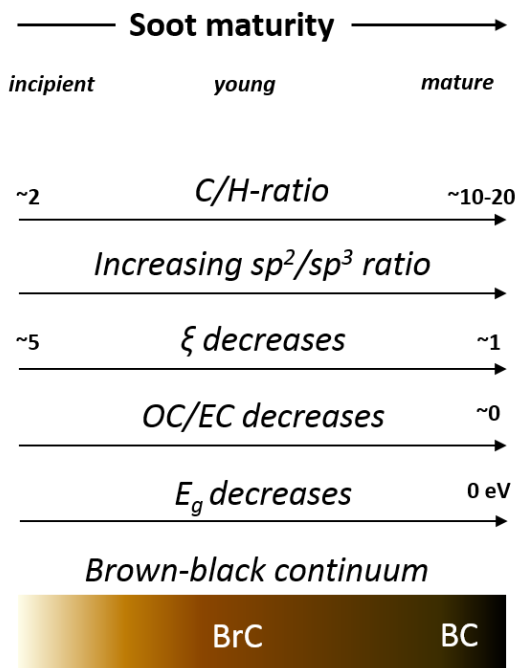 Soot maturity
incipient young mature
~2 C/H-ratio ~10-20
Increasing sp²/sp³ ratio
~5 ξ decreases ~1
OC/EC decreases ~0
E_g decreases 0 eV
Brown-black continuum
BrC BC